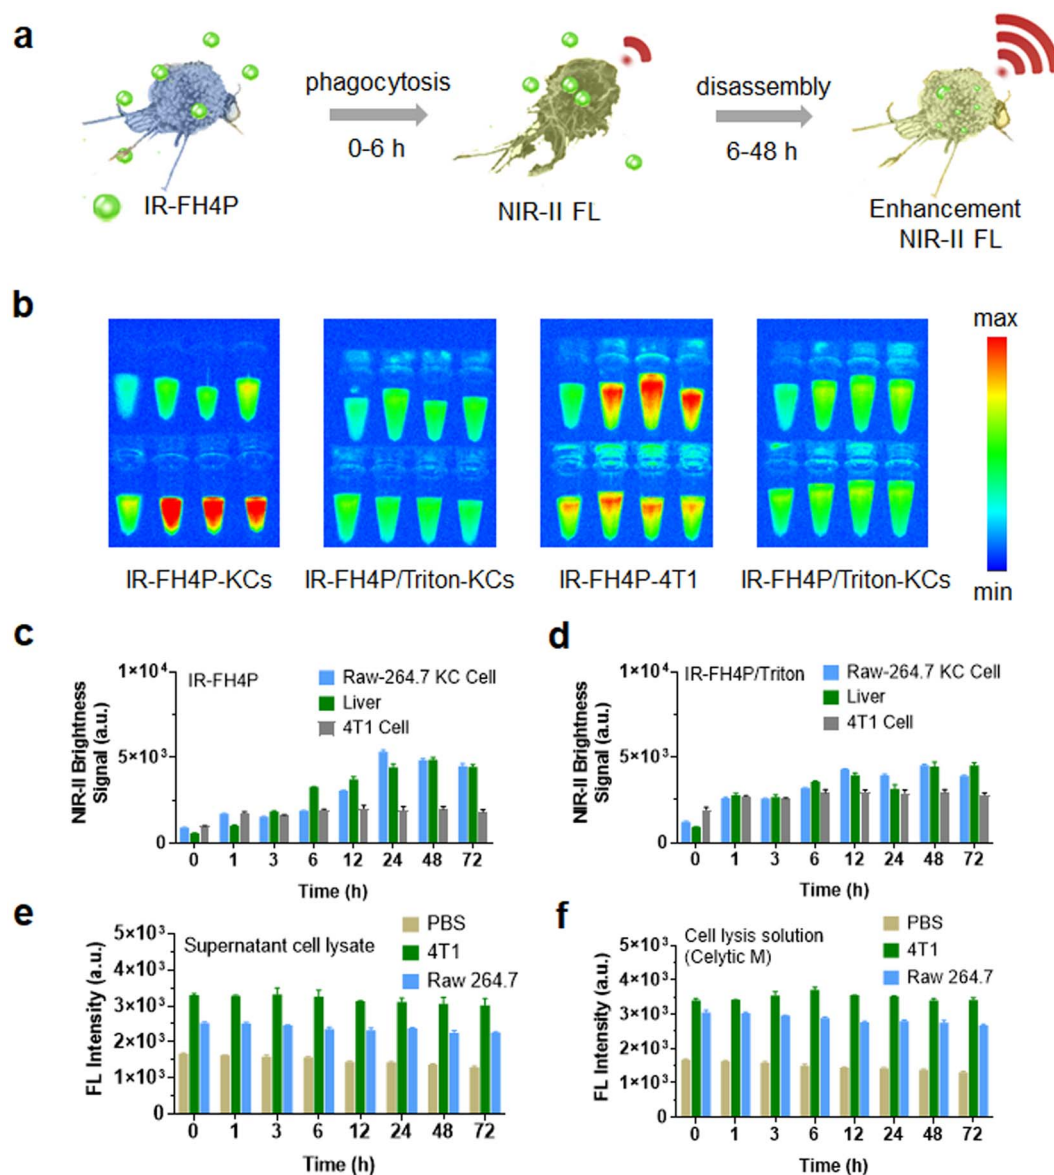 a
phagocytosis
0-6 h
disassembly
6-48 h
IR-FH4P
NIR-II FL
Enhancement
NIR-II FL
b
max
min
IR-FH4P-KCs
IR-FH4P/Triton-KCs
IR-FH4P-4T1
IR-FH4P/Triton-KCs
c
NIR-II Brightness
Signal (a.u.)
1×10⁴
5×10³
0
IR-FH4P
Raw-264.7 KC Cell
Liver
4T1 Cell
0 1 3 6 12 24 48 72
Time (h)
d
NIR-II Brightness
Signal (a.u.)
1×10⁴
5×10³
0
IR-FH4P/Triton
Raw-264.7 KC Cell
Liver
4T1 Cell
0 1 3 6 12 24 48 72
Time (h)
e
FL Intensity (a.u.)
5×10³
4×10³
3×10³
2×10³
1×10³
0
Supernatant cell lysate
PBS
4T1
Raw 264.7
0 1 3 6 12 24 48 72
Time (h)
f
FL Intensity (a.u.)
5×10³
4×10³
3×10³
2×10³
1×10³
0
Cell lysis solution
(Celytic M)
PBS
4T1
Raw 264.7
0 1 3 6 12 24 48 72
Time (h)